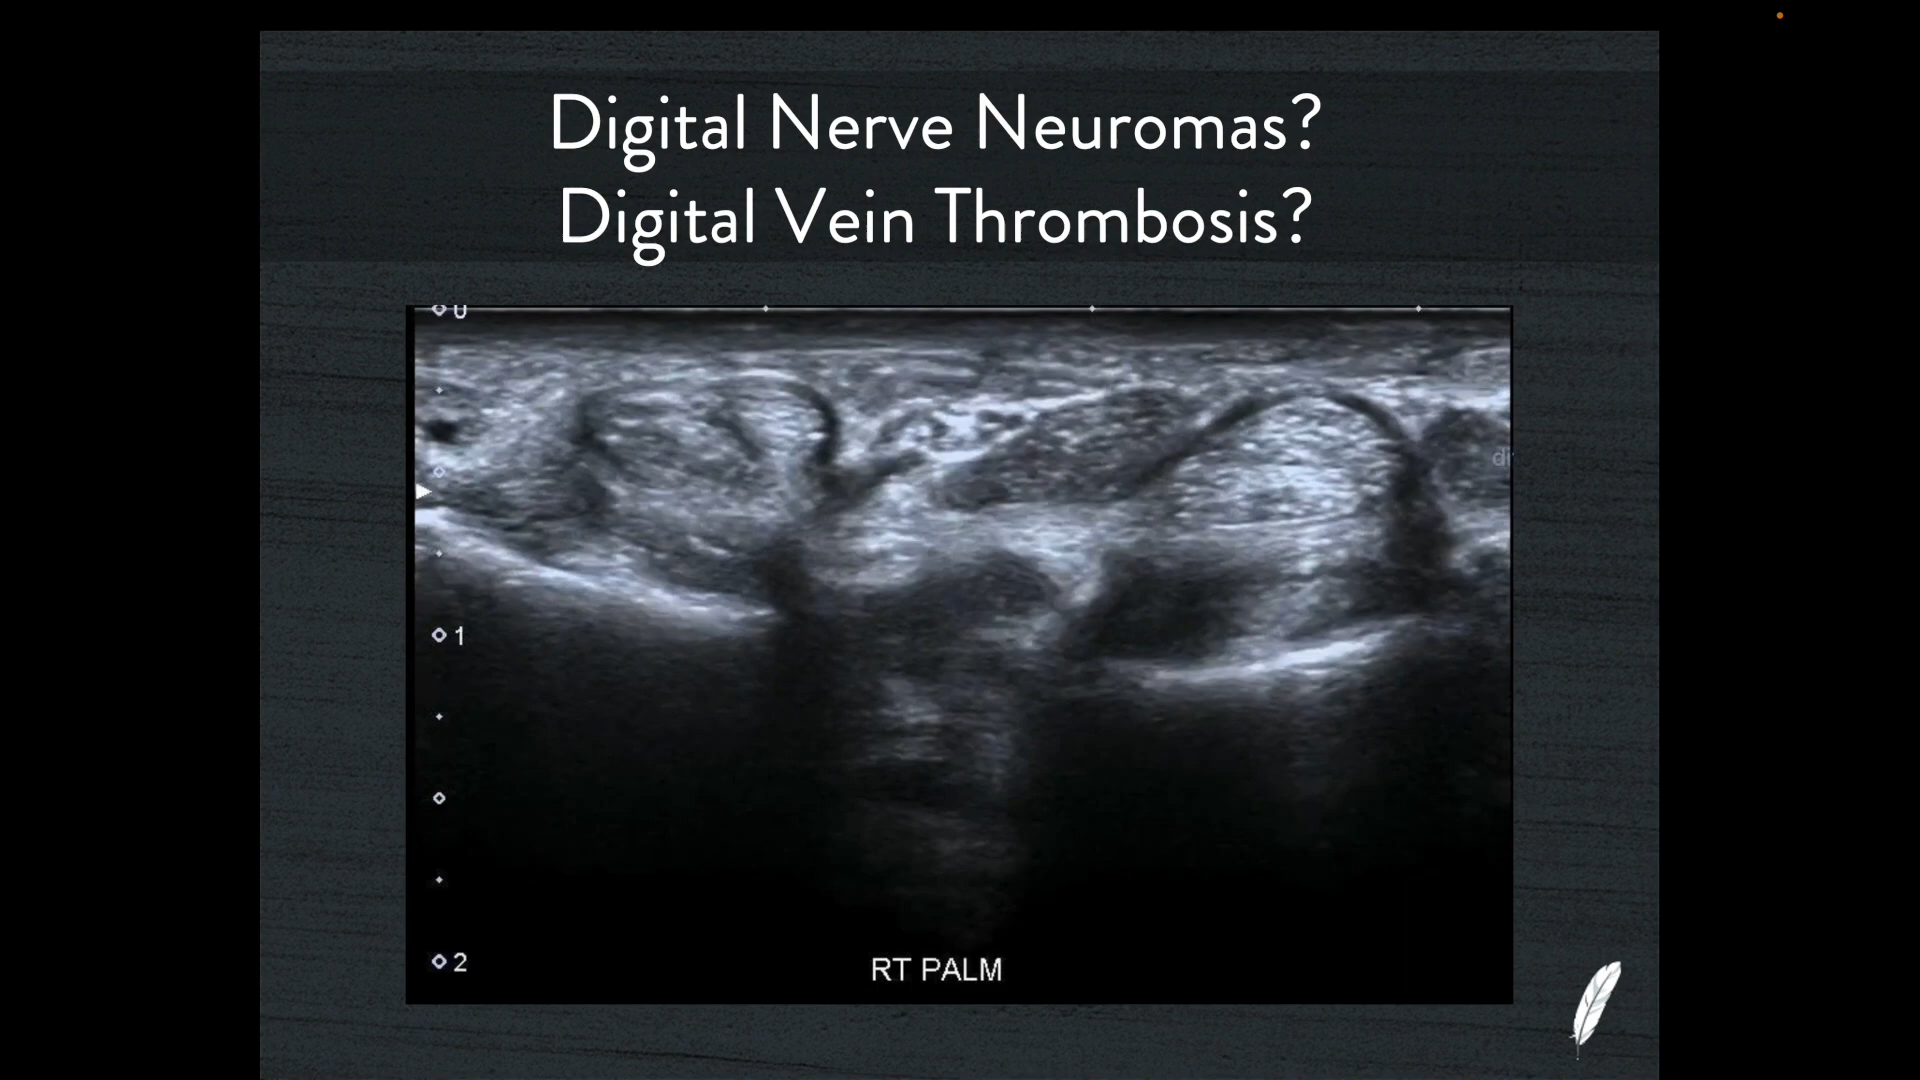 Digital Nerve Neuromas?
Digital Vein Thrombosis?
0
1
2
RT PALM